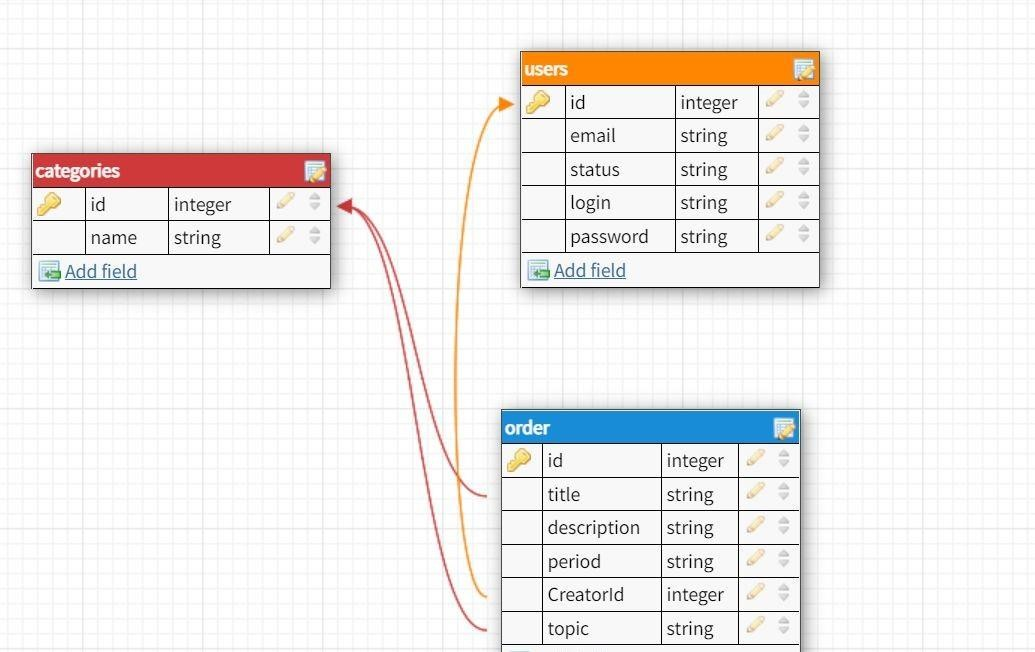 users
id integer
email string
status string
login string
password string
Add field
categories
id integer
name string
Add field
order
id integer
title string
description string
period string
CreatorId integer
topic string